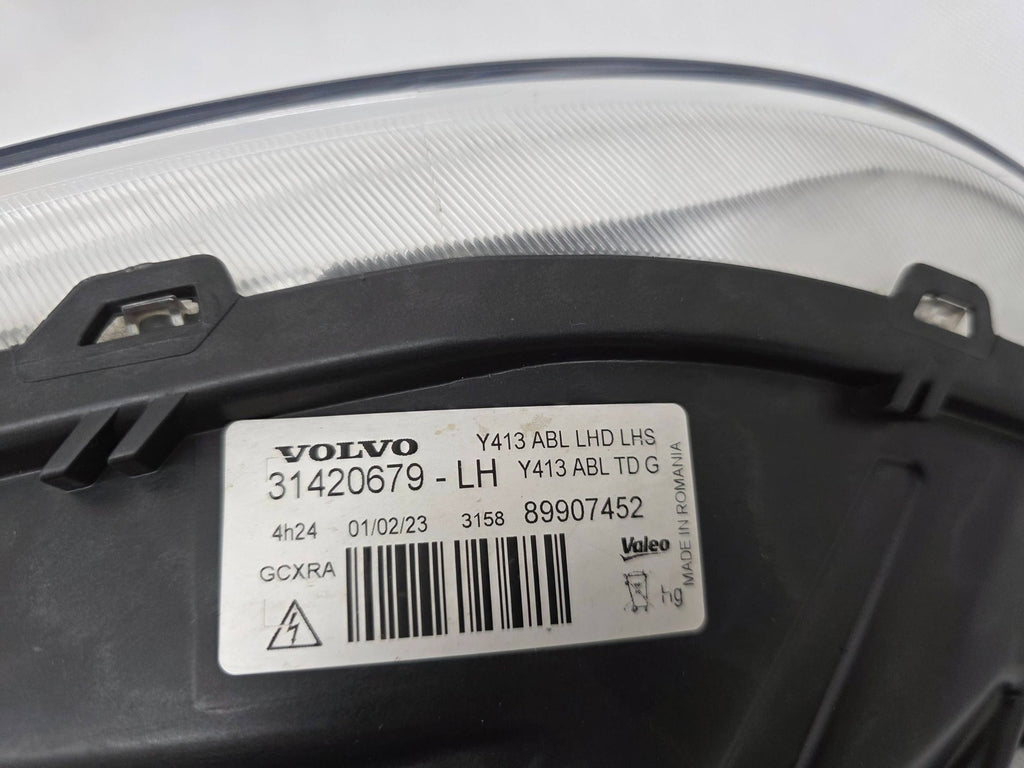 VOLVO Y413 ABL LHD LHS
31420679 - LH Y413 ABL TD G
4h24 01/02/23 3158 89907452
GCXRA
Valeo
hg
MADE IN ROMANIA